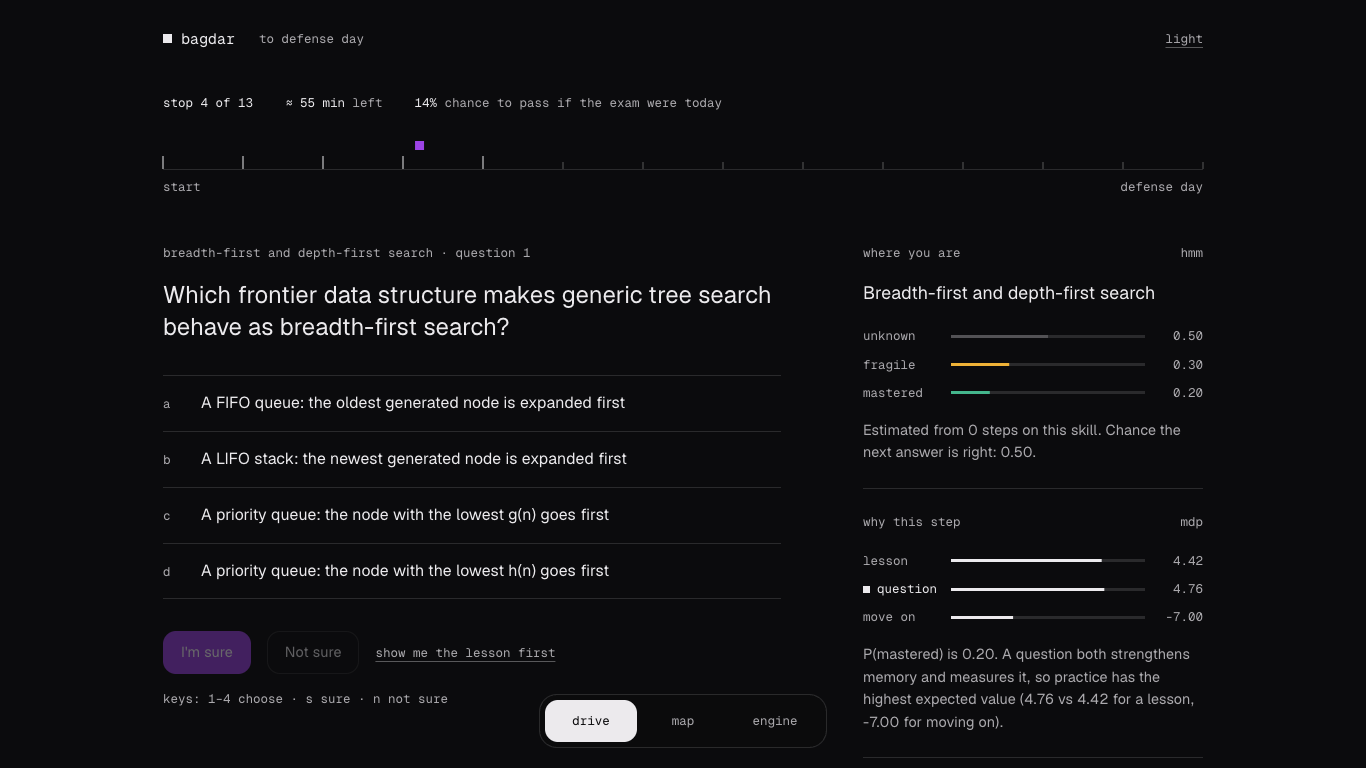 bagdar to defense day light
stop 4 of 13 ≈ 55 min left 14% chance to pass if the exam were today
start defense day
breadth-first and depth-first search · question 1
Which frontier data structure makes generic tree search
behave as breadth-first search?
a A FIFO queue: the oldest generated node is expanded first
b A LIFO stack: the newest generated node is expanded first
c A priority queue: the node with the lowest g(n) goes first
d A priority queue: the node with the lowest h(n) goes first
I'm sure Not sure show me the lesson first
keys: 1–4 choose · s sure · n not sure
where you are hmm
Breadth-first and depth-first search
unknown 0.50
fragile 0.30
mastered 0.20
Estimated from 0 steps on this skill. Chance the
next answer is right: 0.50.
why this step mdp
lesson 4.42
question 4.76
move on -7.00
P(mastered) is 0.20. A question both strengthens
memory and measures it, so practice has the
highest expected value (4.76 vs 4.42 for a lesson,
-7.00 for moving on).
drive map engine